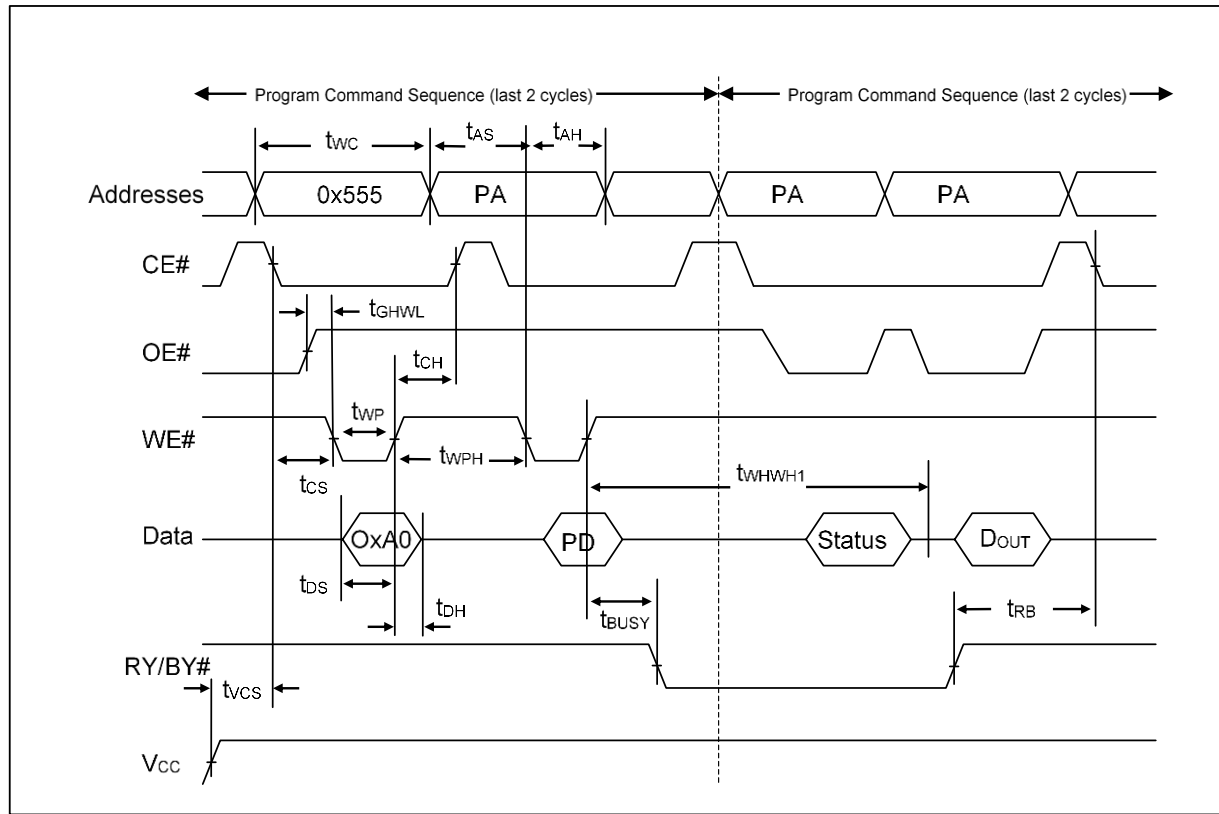 Program Command Sequence (last 2 cycles) Program Command Sequence (last 2 cycles)
tWC tAS tAH
Addresses 0x555 PA PA PA
CE#
tGHWL
OE#
tCH
tWP
WE#
tWPH
tCS tWHWH1
Data OxA0 PD Status DOUT
tDS
tDH tBUSY tRB
RY/BY#
tVCS
VCC